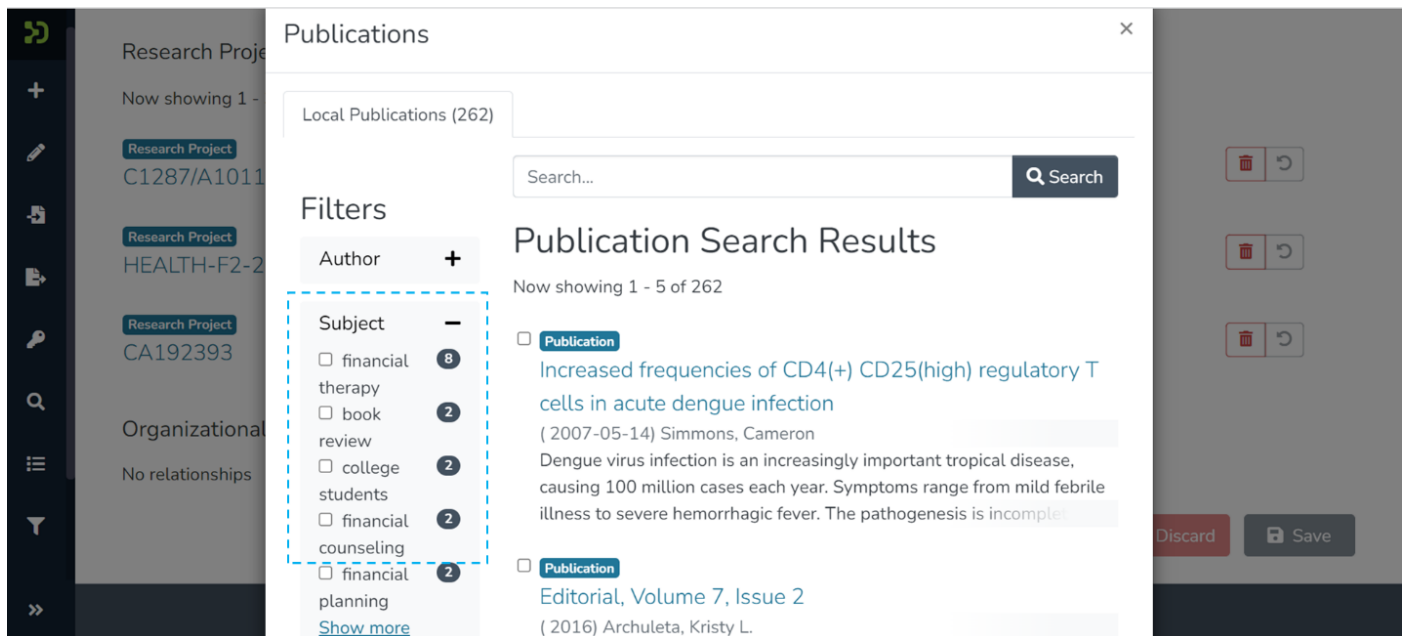 Publications
×
Local Publications (262)
Search...
Search
Filters
Author
Subject
financial therapy 8
book review 2
college students 2
financial counseling 2
financial planning 2
Show more
Publication Search Results
Now showing 1 - 5 of 262
Publication
Increased frequencies of CD4(+) CD25(high) regulatory T
cells in acute dengue infection
( 2007-05-14) Simmons, Cameron
Dengue virus infection is an increasingly important tropical disease,
causing 100 million cases each year. Symptoms range from mild febrile
illness to severe hemorrhagic fever. The pathogenesis is
Publication
Editorial, Volume 7, Issue 2
( 2016) Archuleta, Kristy L.
Research Proje
Now showing 1 -
Research Project
C1287/A1011
Research Project
HEALTH-F2-2
Research Project
CA192393
Organizational
No relationships
Discard
Save